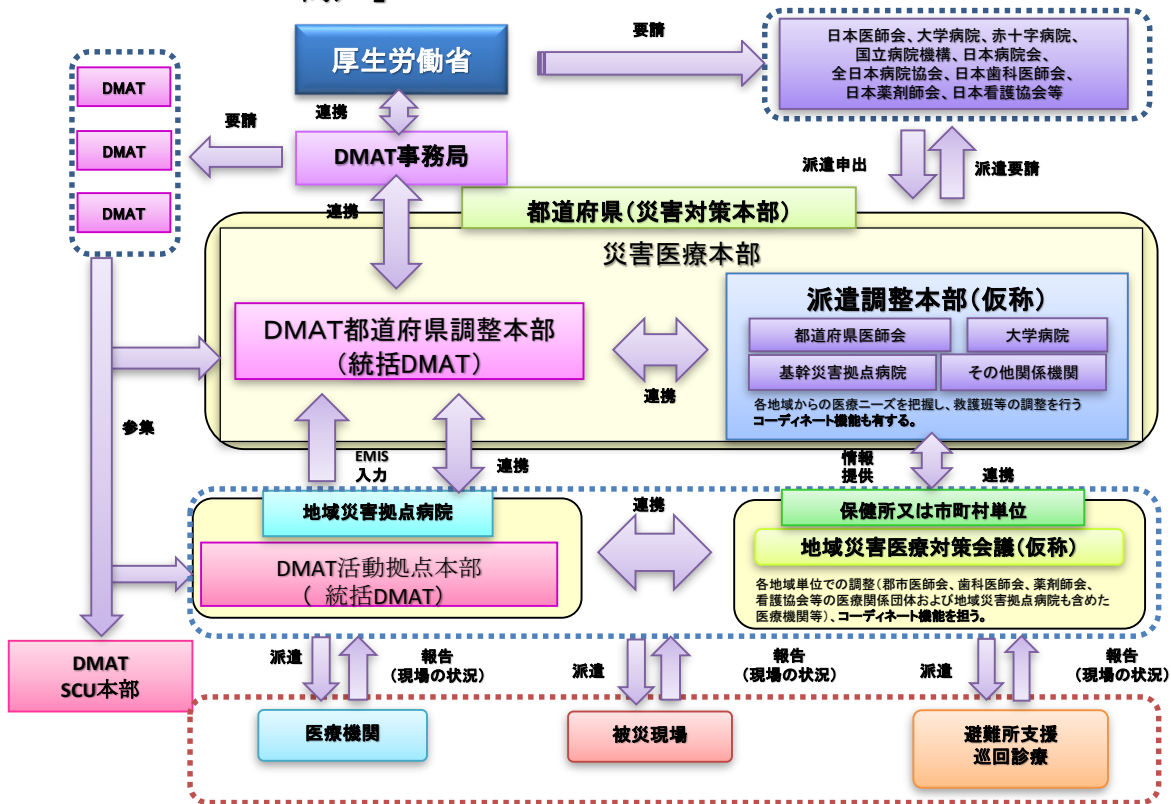 要請
日本医師会、大学病院、赤十字病院、
国立病院機構、日本病院会、
全日本病院協会、日本歯科医師会、
日本薬剤師会、日本看護協会等
厚生労働省
DMAT
DMAT
DMAT
要請
連携
DMAT事務局
派遣申出
派遣要請
連携
都道府県（災害対策本部）
災害医療本部
DMAT都道府県調整本部
（統括DMAT）
連携
派遣調整本部（仮称）
都道府県医師会
大学病院
基幹災害拠点病院
その他関係機関
各地域からの医療ニーズを把握し、救護班等の調整を行う
コーディネート機能も有する。
参集
EMIS
入力
連携
情報
提供
連携
地域災害拠点病院
DMAT活動拠点本部
（ 統括DMAT）
連携
保健所又は市町村単位
地域災害医療対策会議（仮称）
各地域単位での調整（郡市医師会、歯科医師会、薬剤師会、
看護協会等の医療関係団体および地域災害拠点病院も含めた
医療機関等）、コーディネート機能を担う。
DMAT
SCU本部
派遣
報告
（現場の状況）
派遣
報告
（現場の状況）
派遣
報告
（現場の状況）
医療機関
被災現場
避難所支援
巡回診療